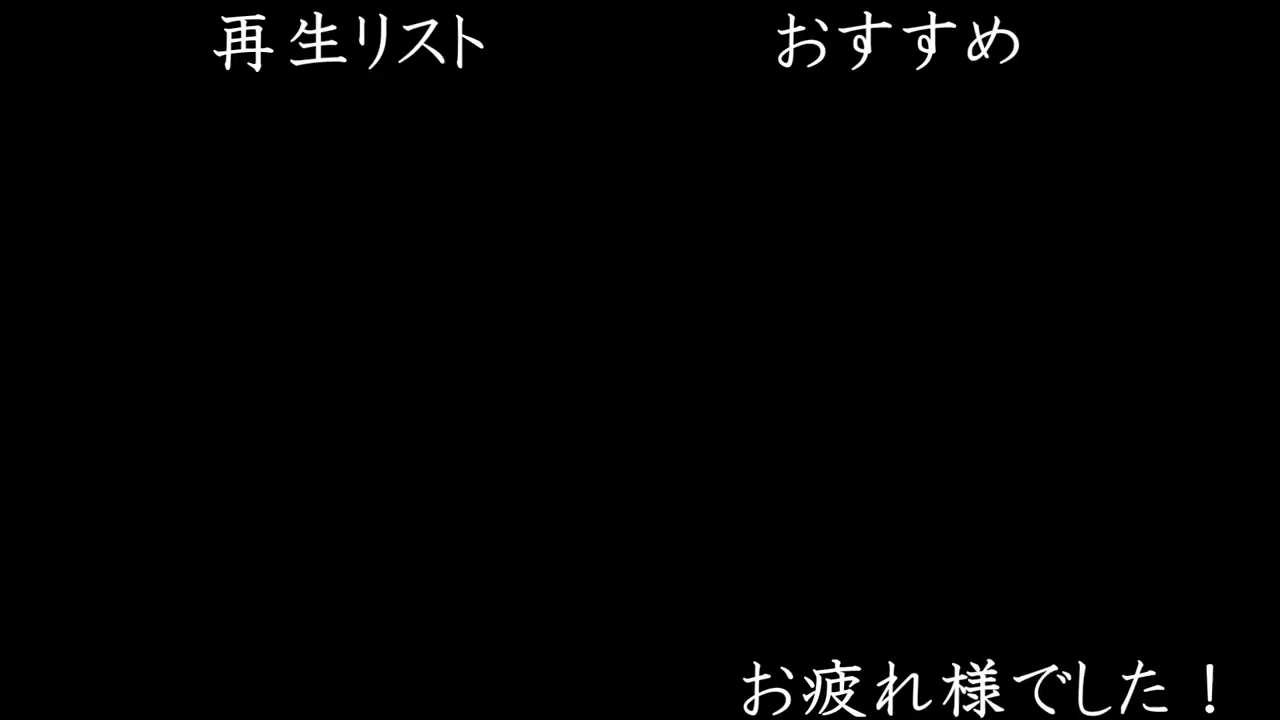 再生リスト
おすすめ
お疲れ様でした！